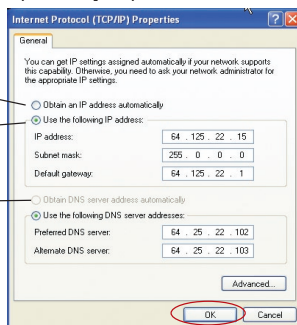 Internet Protocol (TCP/IP) Properties
General
You can get IP settings assigned automatically if your network supports
this capability. Otherwise, you need to ask your network administrator for
the appropriate IP settings.
Obtain an IP address automatically
Use the following IP address:
IP address: 64 . 125 . 22 . 15
Subnet mask: 255 . 0 . 0 . 0
Default gateway: 64 . 125 . 22 . 1
Obtain DNS server address automatically
Use the following DNS server addresses:
Preferred DNS server: 64 . 25 . 22 . 102
Alternate DNS server: 64 . 25 . 22 . 103
Advanced...
OK Cancel